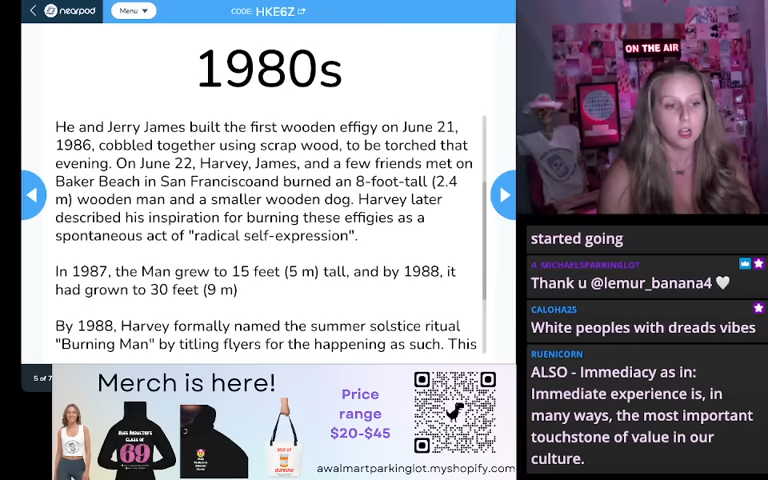 nearpod
Menu
CODE: HKE6Z
ON THE AIR
1980s
He and Jerry James built the first wooden effigy on June 21,
1986, cobbled together using scrap wood, to be torched that
evening. On June 22, Harvey, James, and a few friends met on
Baker Beach in San Franciscoand burned an 8-foot-tall (2.4
m) wooden man and a smaller wooden dog. Harvey later
described his inspiration for burning these effigies as a
spontaneous act of "radical self-expression".
In 1987, the Man grew to 15 feet (5 m) tall, and by 1988, it
had grown to 30 feet (9 m)
By 1988, Harvey formally named the summer solstice ritual
"Burning Man" by titling flyers for the happening as such. This
5 of 7
started going
A_MICHAELSPARKINGLOT
Thank u @lemur_banana4 🤍
CALOHA25
White peoples with dreads vibes
RUENICORN
ALSO - Immediacy as in:
Immediate experience is, in
many ways, the most important
touchstone of value in our
culture.
Merch is here!
CLASS OF
69
Price
range
$20-$45
awalmartparkinglot.myshopify.com